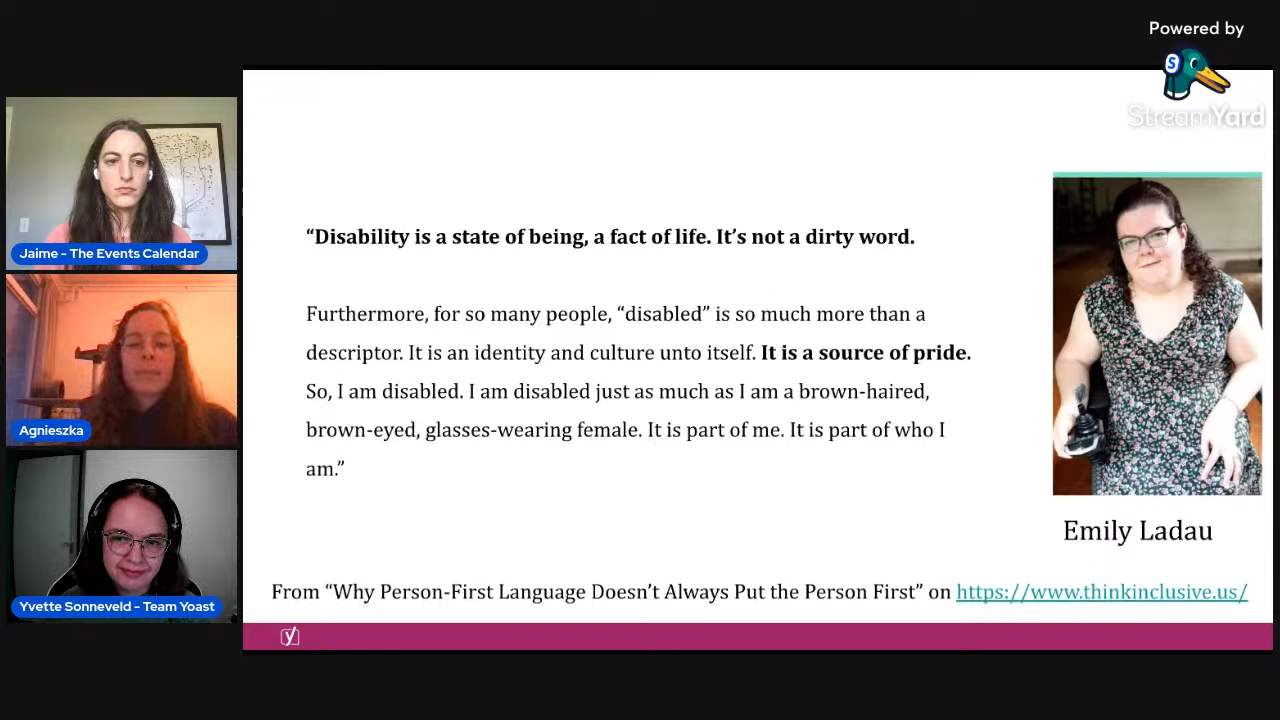 Powered by
S
StreamYard
Jaime - The Events Calendar
Agnieszka
Yvette Sonneveld - Team Yoast
“Disability is a state of being, a fact of life. It’s not a dirty word.
Furthermore, for so many people, “disabled” is so much more than a
descriptor. It is an identity and culture unto itself. It is a source of pride.
So, I am disabled. I am disabled just as much as I am a brown-haired,
brown-eyed, glasses-wearing female. It is part of me. It is part of who I
am.”
Emily Ladau
From “Why Person-First Language Doesn’t Always Put the Person First” on https://www.thinkinclusive.us/
y